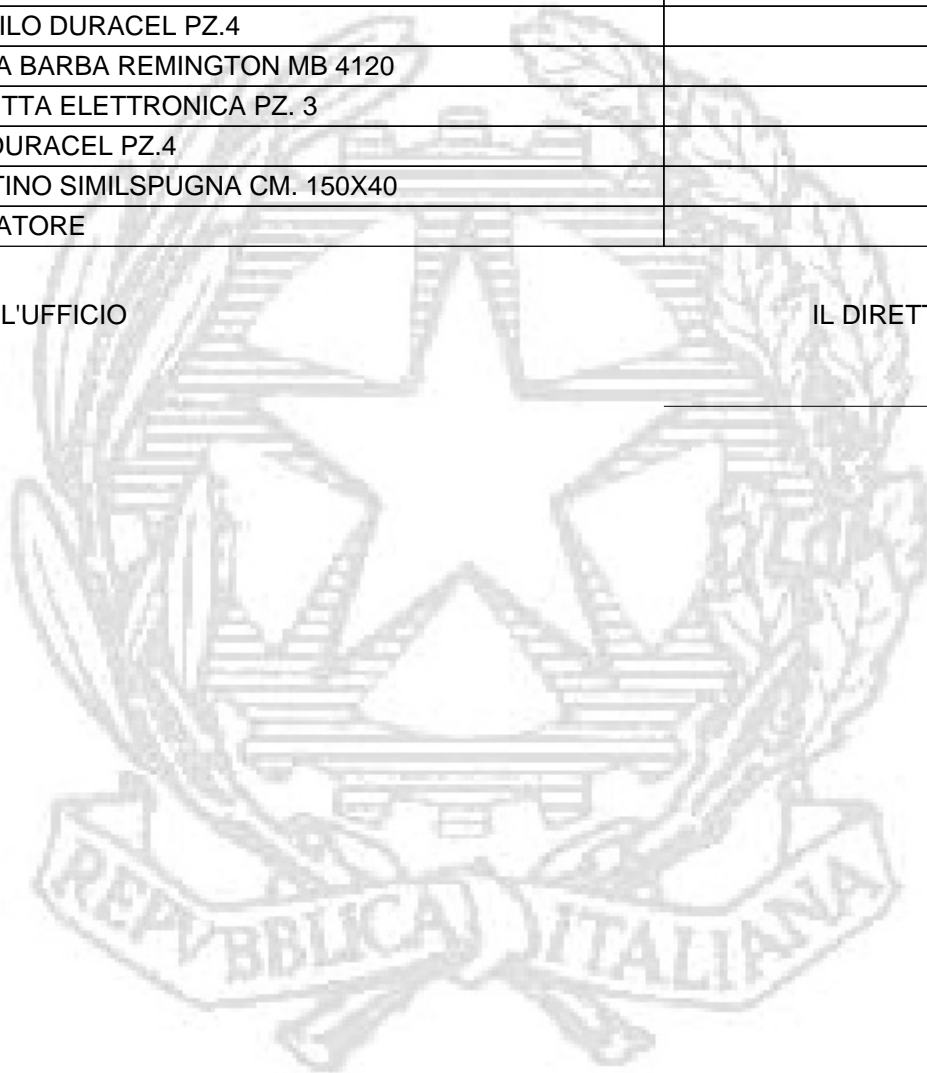 ILO DURACEL PZ.4
A BARBA REMINGTON MB 4120
TTA ELETTRONICA PZ. 3
DURACEL PZ.4
TINO SIMILSPUGNA CM. 150X40
ATORE
L'UFFICIO
IL DIRETT
REPVBBLICA ITALIANA